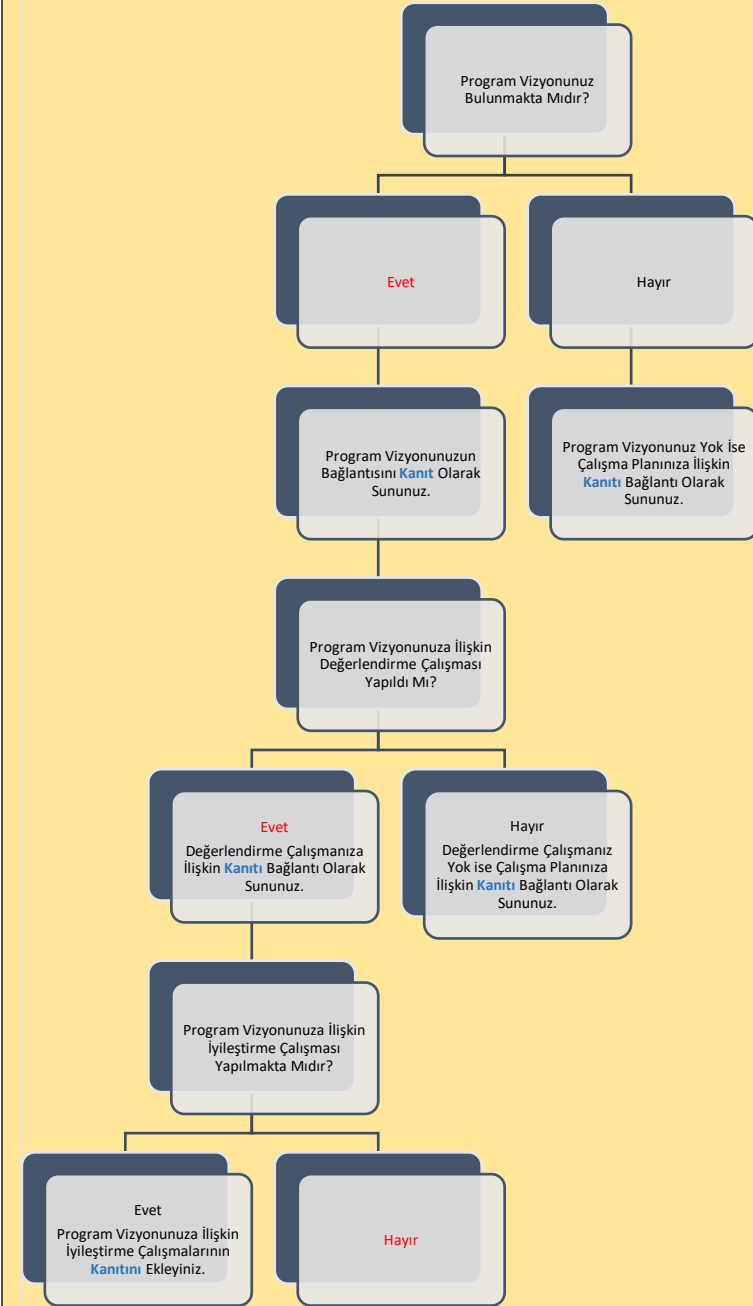 Program Vizyonunuz
Bulunmakta Mıdır?
Evet
Hayır
Program Vizyonunuzun
Bağlantısını Kanıt Olarak
Sununuz.
Program Vizyonunuz Yok İse
Çalışma Planınıza İlişkin
Kanıtı Bağlantı Olarak
Sununuz.
Program Vizyonunuza İlişkin
Değerlendirme Çalışması
Yapıldı Mı?
Evet
Değerlendirme Çalışmanıza
İlişkin Kanıtı Bağlantı Olarak
Sununuz.
Hayır
Değerlendirme Çalışmanız
Yok ise Çalışma Planınıza
İlişkin Kanıtı Bağlantı Olarak
Sununuz.
Program Vizyonunuza İlişkin
İyileştirme Çalışması
Yapılmakta Mıdır?
Evet
Program Vizyonunuza İlişkin
İyileştirme Çalışmalarının
Kanıtını Ekleyiniz.
Hayır